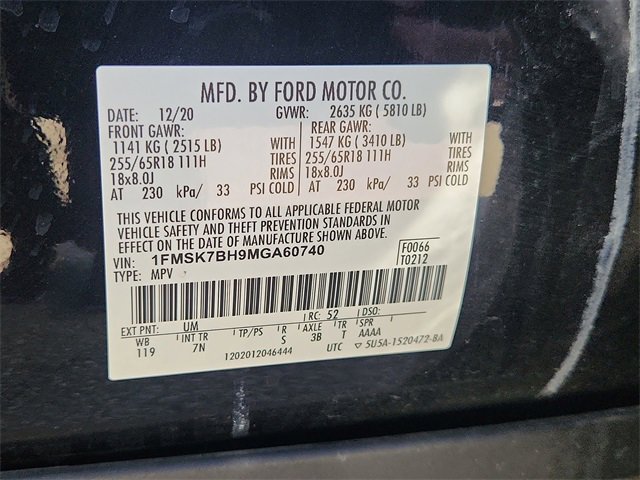 MFD. BY FORD MOTOR CO.
DATE: 12/20 GVWR: 2635 KG ( 5810 LB)
FRONT GAWR: REAR GAWR:
1141 KG ( 2515 LB) WITH 1547 KG ( 3410 LB) WITH
255/65R18 111H TIRES 255/65R18 111H TIRES
18x8.0J RIMS 18x8.0J RIMS
AT 230 kPa/ 33 PSI COLD AT 230 kPa/ 33 PSI COLD
THIS VEHICLE CONFORMS TO ALL APPLICABLE FEDERAL MOTOR
VEHICLE SAFETY AND THEFT PREVENTION STANDARDS IN
EFFECT ON THE DATE OF MANUFACTURE SHOWN ABOVE.
VIN: 1FMSK7BH9MGA60740 F0066
TYPE: MPV T0212
EXT PNT: UM RC: 52 DSO:
WB INT TR TP/PS R AXLE TR SPR
119 7N S 3B T AAAA
1202012046444 UTC ▽ 5U5A-1520472-BA